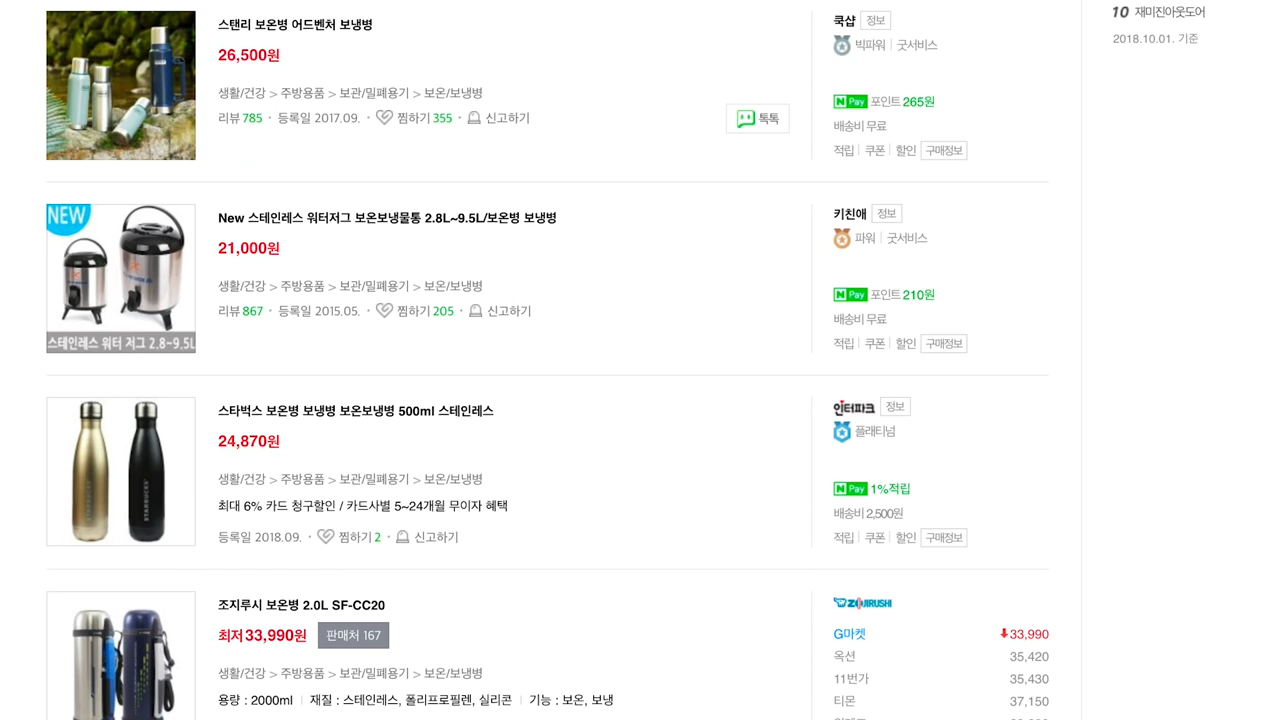 스탠리 보온병 어드벤처 보냉병
26,500원
생활/건강 > 주방용품 > 보관/밀폐용기 > 보온/보냉병
리뷰 785 · 등록일 2017.09. · 찜하기 355 · 신고하기
톡톡
쿡샵 정보
빅파워 굿서비스
N Pay 포인트 265원
배송비 무료
적립 쿠폰 할인 구매정보
10 재미진아웃도어
2018.10.01. 기준
NEW
스테인레스 워터 저그 2.8~9.5L
New 스테인레스 워터저그 보온보냉물통 2.8L~9.5L/보온병 보냉병
21,000원
생활/건강 > 주방용품 > 보관/밀폐용기 > 보온/보냉병
리뷰 867 · 등록일 2015.05. · 찜하기 205 · 신고하기
키친애 정보
파워 굿서비스
N Pay 포인트 210원
배송비 무료
적립 쿠폰 할인 구매정보
STARBUCKS
STARBUCKS
스타벅스 보온병 보냉병 보온보냉병 500ml 스테인레스
24,870원
생활/건강 > 주방용품 > 보관/밀폐용기 > 보온/보냉병
최대 6% 카드 청구할인 / 카드사별 5~24개월 무이자 혜택
등록일 2018.09. · 찜하기 2 · 신고하기
인터파크 정보
플래티넘
N Pay 1%적립
배송비 2,500원
적립 쿠폰 할인 구매정보
조지루시 보온병 2.0L SF-CC20
최저 33,990원 판매처 167
생활/건강 > 주방용품 > 보관/밀폐용기 > 보온/보냉병
용량 : 2000ml 재질 : 스테인레스, 폴리프로필렌, 실리콘 기능 : 보온, 보냉
ZOJIRUSHI
G마켓 33,990
옥션 35,420
11번가 35,430
티몬 37,150